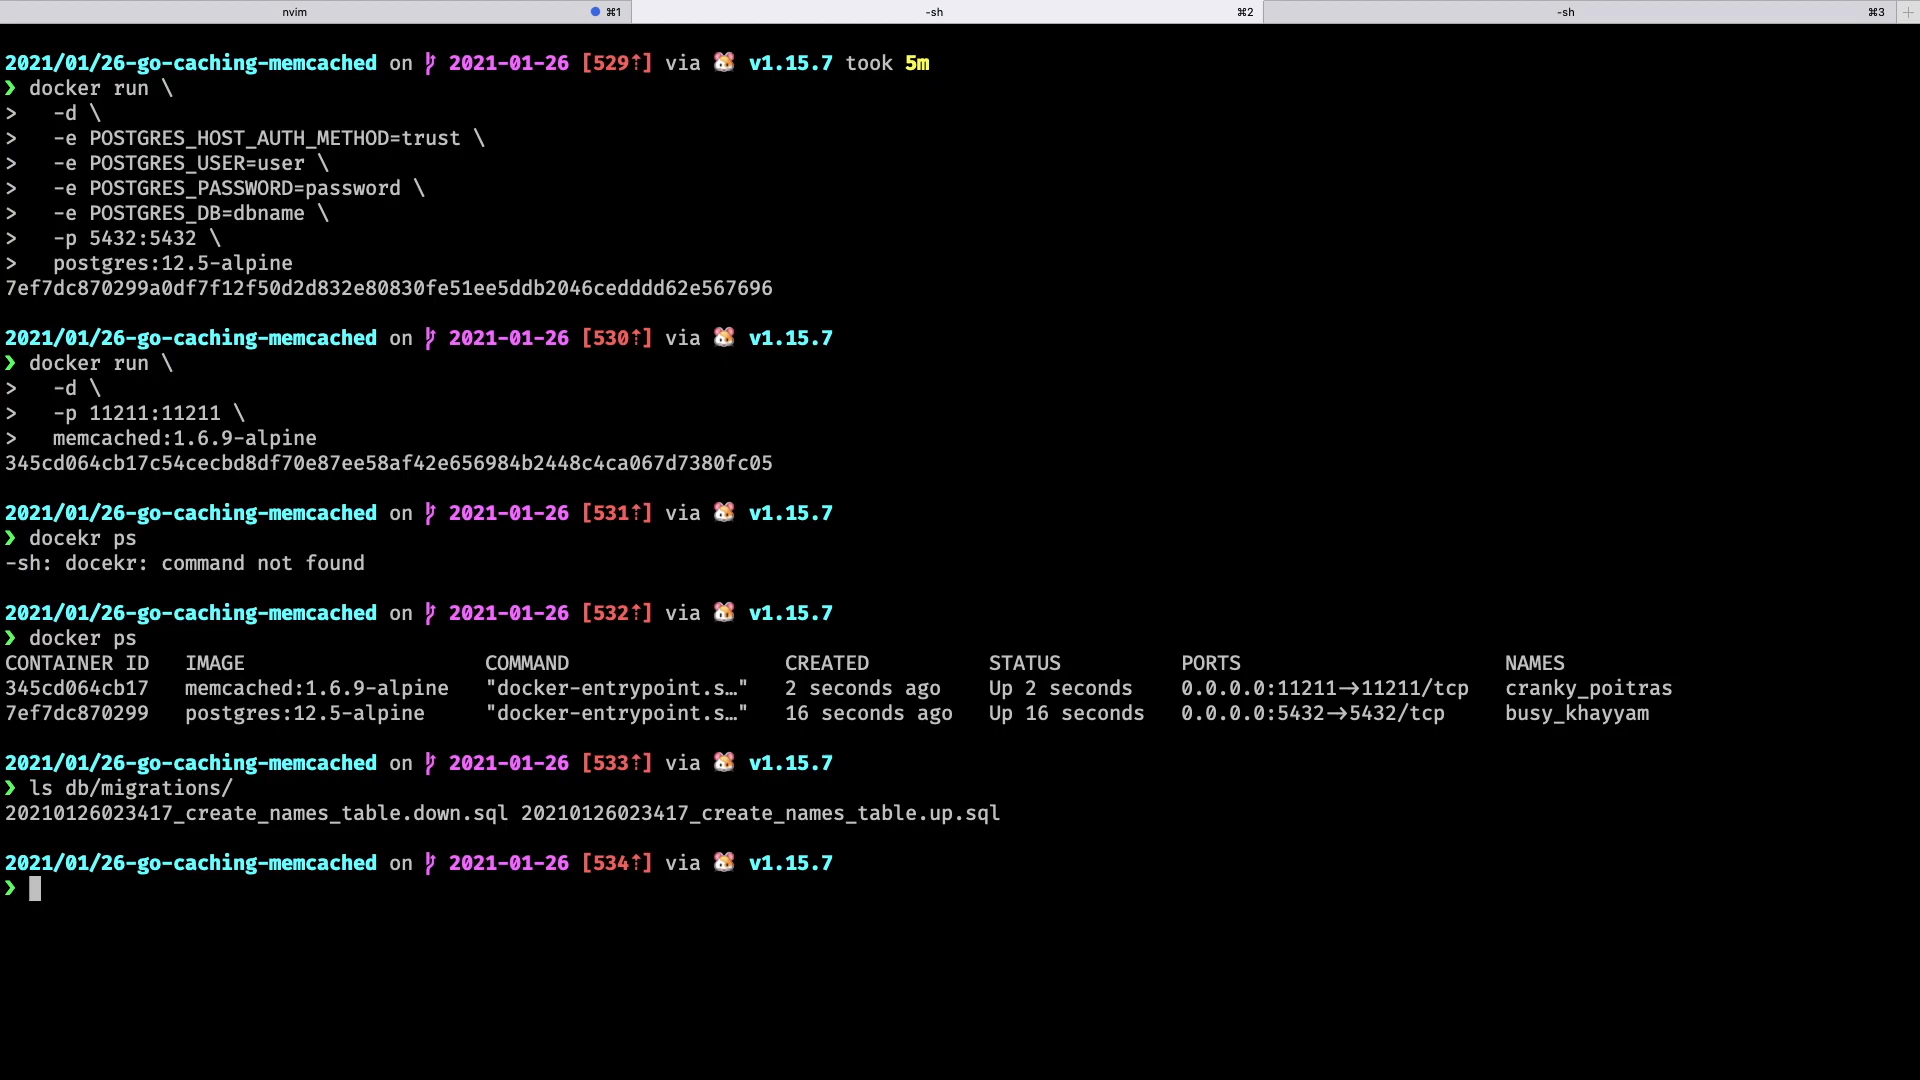 nvim ⌘1 -sh ⌘2 -sh ⌘3 +
2021/01/26-go-caching-memcached on 2021-01-26 [529⇡] via 🐹 v1.15.7 took 5m
❯ docker run \
>   -d \
>   -e POSTGRES_HOST_AUTH_METHOD=trust \
>   -e POSTGRES_USER=user \
>   -e POSTGRES_PASSWORD=password \
>   -e POSTGRES_DB=dbname \
>   -p 5432:5432 \
>   postgres:12.5-alpine
7ef7dc870299a0df7f12f50d2d832e80830fe51ee5ddb2046cedddd62e567696
2021/01/26-go-caching-memcached on 2021-01-26 [530⇡] via 🐹 v1.15.7
❯ docker run \
>   -d \
>   -p 11211:11211 \
>   memcached:1.6.9-alpine
345cd064cb17c54cecbd8df70e87ee58af42e656984b2448c4ca067d7380fc05
2021/01/26-go-caching-memcached on 2021-01-26 [531⇡] via 🐹 v1.15.7
❯ docekr ps
-sh: docekr: command not found
2021/01/26-go-caching-memcached on 2021-01-26 [532⇡] via 🐹 v1.15.7
❯ docker ps
CONTAINER ID   IMAGE                    COMMAND                  CREATED          STATUS          PORTS                      NAMES
345cd064cb17   memcached:1.6.9-alpine   "docker-entrypoint.s…"   2 seconds ago    Up 2 seconds    0.0.0.0:11211->11211/tcp   cranky_poitras
7ef7dc870299   postgres:12.5-alpine     "docker-entrypoint.s…"   16 seconds ago   Up 16 seconds   0.0.0.0:5432->5432/tcp     busy_khayyam
2021/01/26-go-caching-memcached on 2021-01-26 [533⇡] via 🐹 v1.15.7
❯ ls db/migrations/
20210126023417_create_names_table.down.sql 20210126023417_create_names_table.up.sql
2021/01/26-go-caching-memcached on 2021-01-26 [534⇡] via 🐹 v1.15.7
❯